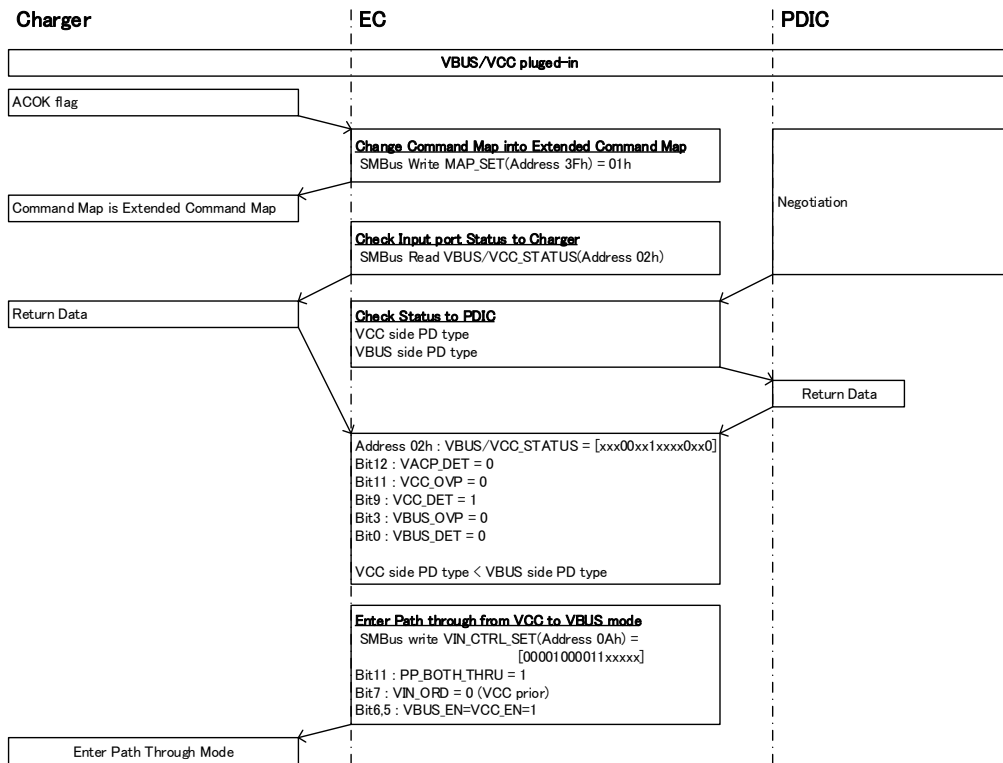 Charger
EC
PDIC
VBUS/VCC pluged-in
ACOK flag
Change Command Map into Extended Command Map
SMBus Write MAP_SET(Address 3Fh) = 01h
Command Map is Extended Command Map
Negotiation
Check Input port Status to Charger
SMBus Read VBUS/VCC_STATUS(Address 02h)
Return Data
Check Status to PDIC
VCC side PD type
VBUS side PD type
Return Data
Address 02h : VBUS/VCC_STATUS = [xxx00xx1xxxx0xx0]
Bit12 : VACP_DET = 0
Bit11 : VCC_OVP = 0
Bit9 : VCC_DET = 1
Bit3 : VBUS_OVP = 0
Bit0 : VBUS_DET = 0
VCC side PD type < VBUS side PD type
Enter Path through from VCC to VBUS mode
SMBus write VIN_CTRL_SET(Address 0Ah) =
[00001000011xxxxx]
Bit11 : PP_BOTH_THRU = 1
Bit7 : VIN_ORD = 0 (VCC prior)
Bit6,5 : VBUS_EN=VCC_EN=1
Enter Path Through Mode